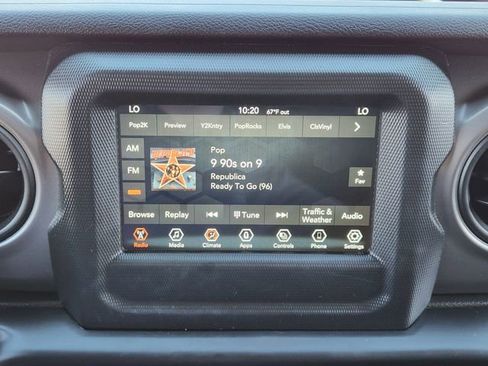 LO 10:20 67°F out LO
Pop2K Preview Y2Kntry PopRocks Elvis ClsVinyl
AM
FM
Pop
9 90s on 9
Republica
Ready To Go (96)
Fav
Browse Replay Tune Traffic & Weather Audio
Radio Media Climate Apps Controls Phone Settings